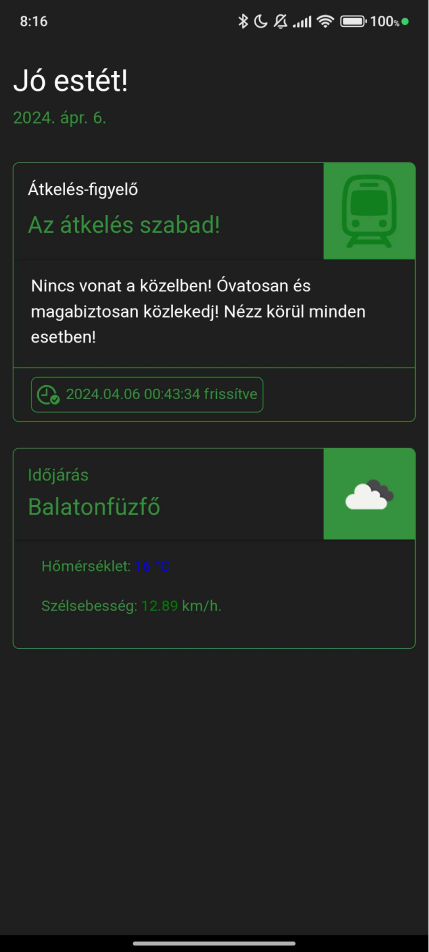 8:16
100%
Jó estét!
2024. ápr. 6.
Átkelés-figyelő
Az átkelés szabad!
Nincs vonat a közelben! Óvatosan és
magabiztosan közlekedj! Nézz körül minden
esetben!
2024.04.06 00:43:34 frissítve
Időjárás
Balatonfűzfő
Hőmérséklet: 16 °C
Szélsebesség: 12.89 km/h.